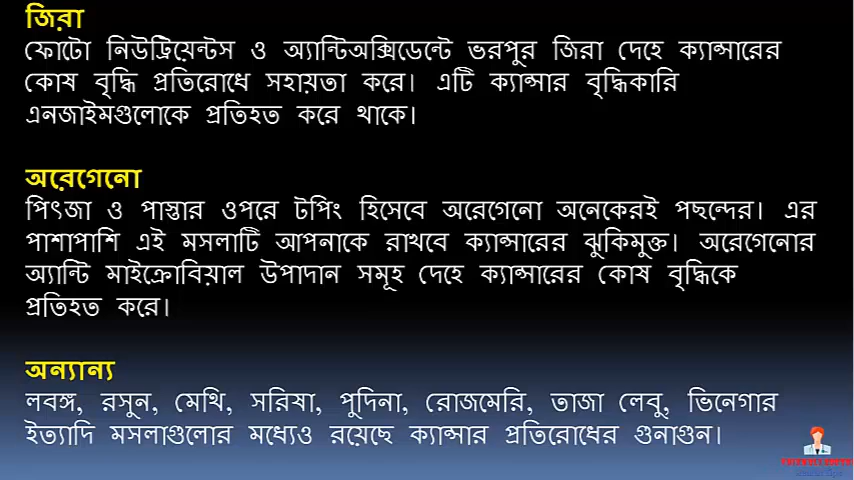 জিরা
ফোটো নিউট্রিয়েন্টস ও অ্যান্টিঅক্সিডেন্টে ভরপুর জিরা দেহে ক্যান্সারের
কোষ বৃদ্ধি প্রতিরোধে সহায়তা করে। এটি ক্যান্সার বৃদ্ধিকারি
এনজাইমগুলোকে প্রতিহত করে থাকে।
অরেগেনো
পিৎজা ও পাস্তার ওপরে টপিং হিসেবে অরেগেনো অনেকেরই পছন্দের। এর
পাশাপাশি এই মসলাটি আপনাকে রাখবে ক্যান্সারের ঝুকিমুক্ত। অরেগেনোর
অ্যান্টি মাইক্রোবিয়াল উপাদান সমূহ দেহে ক্যান্সারের কোষ বৃদ্ধিকে
প্রতিহত করে।
অন্যান্য
লবঙ্গ, রসুন, মেথি, সরিষা, পুদিনা, রোজমেরি, তাজা লেবু, ভিনেগার
ইত্যাদি মসলাগুলোর মধ্যেও রয়েছে ক্যান্সার প্রতিরোধের গুনাগুন।